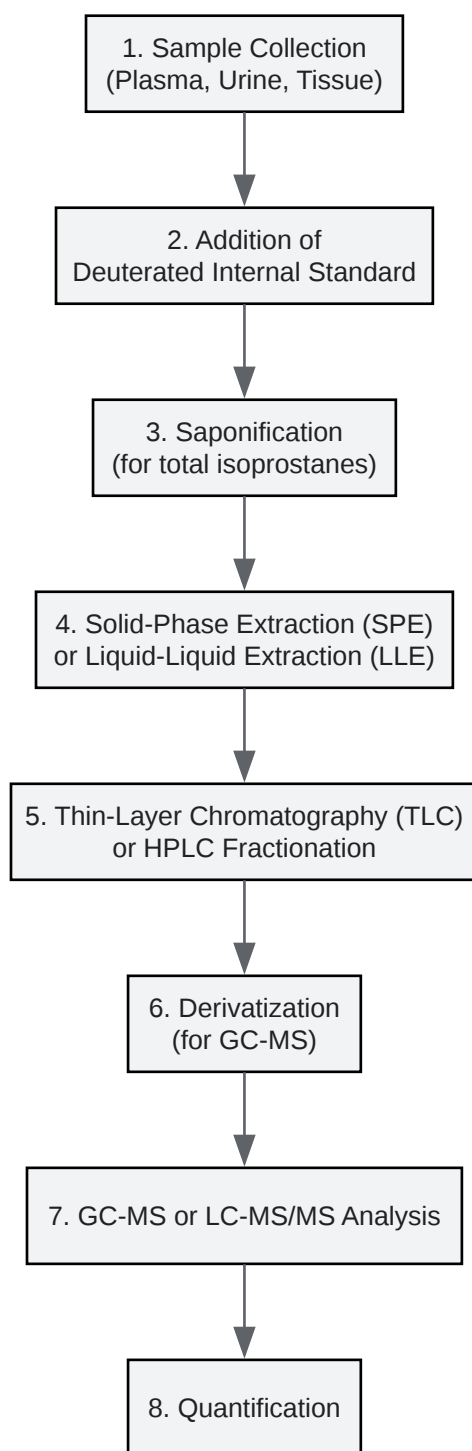 1. Sample Collection
(Plasma, Urine, Tissue)
2. Addition of
Deuterated Internal Standard
3. Saponification
(for total isoprostanes)
4. Solid-Phase Extraction (SPE)
or Liquid-Liquid Extraction (LLE)
5. Thin-Layer Chromatography (TLC)
or HPLC Fractionation
6. Derivatization
(for GC-MS)
7. GC-MS or LC-MS/MS Analysis
8. Quantification